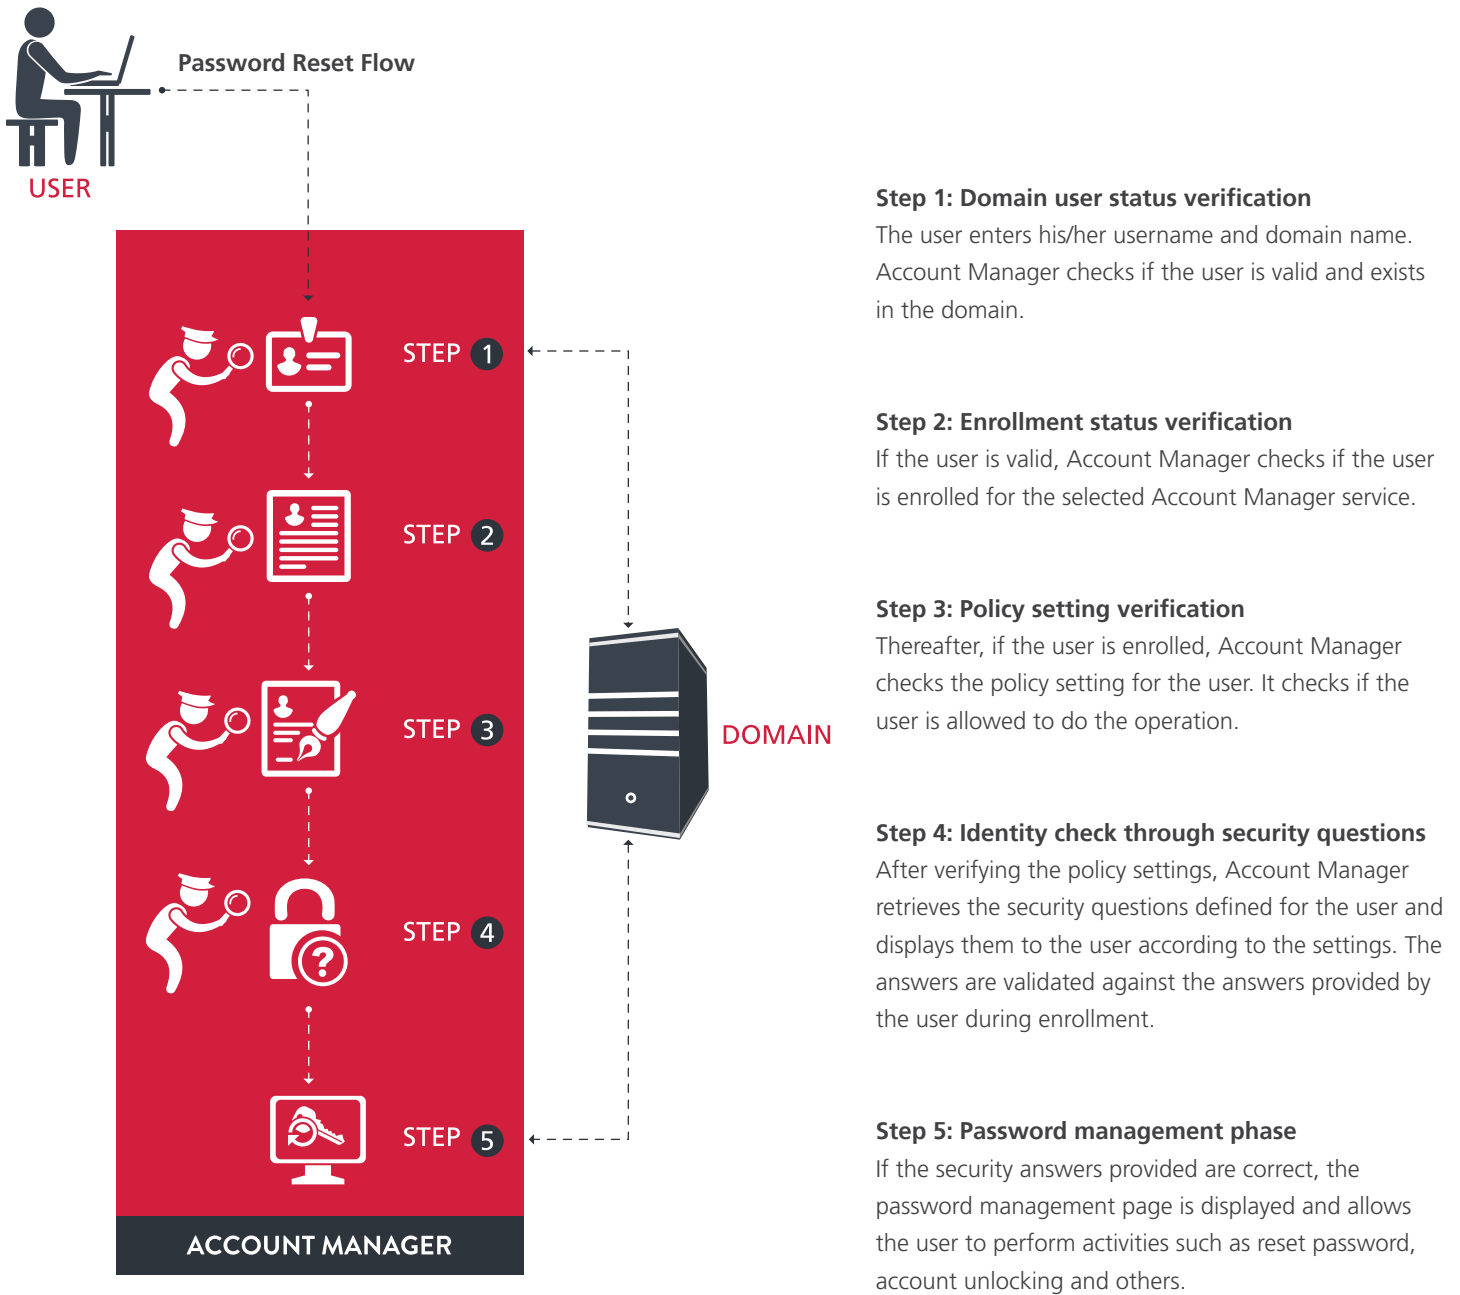 Password Reset Flow
USER
STEP 1
STEP 2
STEP 3
STEP 4
STEP 5
ACCOUNT MANAGER
DOMAIN
Step 1: Domain user status verification
The user enters his/her username and domain name.
Account Manager checks if the user is valid and exists
in the domain.
Step 2: Enrollment status verification
If the user is valid, Account Manager checks if the user
is enrolled for the selected Account Manager service.
Step 3: Policy setting verification
Thereafter, if the user is enrolled, Account Manager
checks the policy setting for the user. It checks if the
user is allowed to do the operation.
Step 4: Identity check through security questions
After verifying the policy settings, Account Manager
retrieves the security questions defined for the user and
displays them to the user according to the settings. The
answers are validated against the answers provided by
the user during enrollment.
Step 5: Password management phase
If the security answers provided are correct, the
password management page is displayed and allows
the user to perform activities such as reset password,
account unlocking and others.